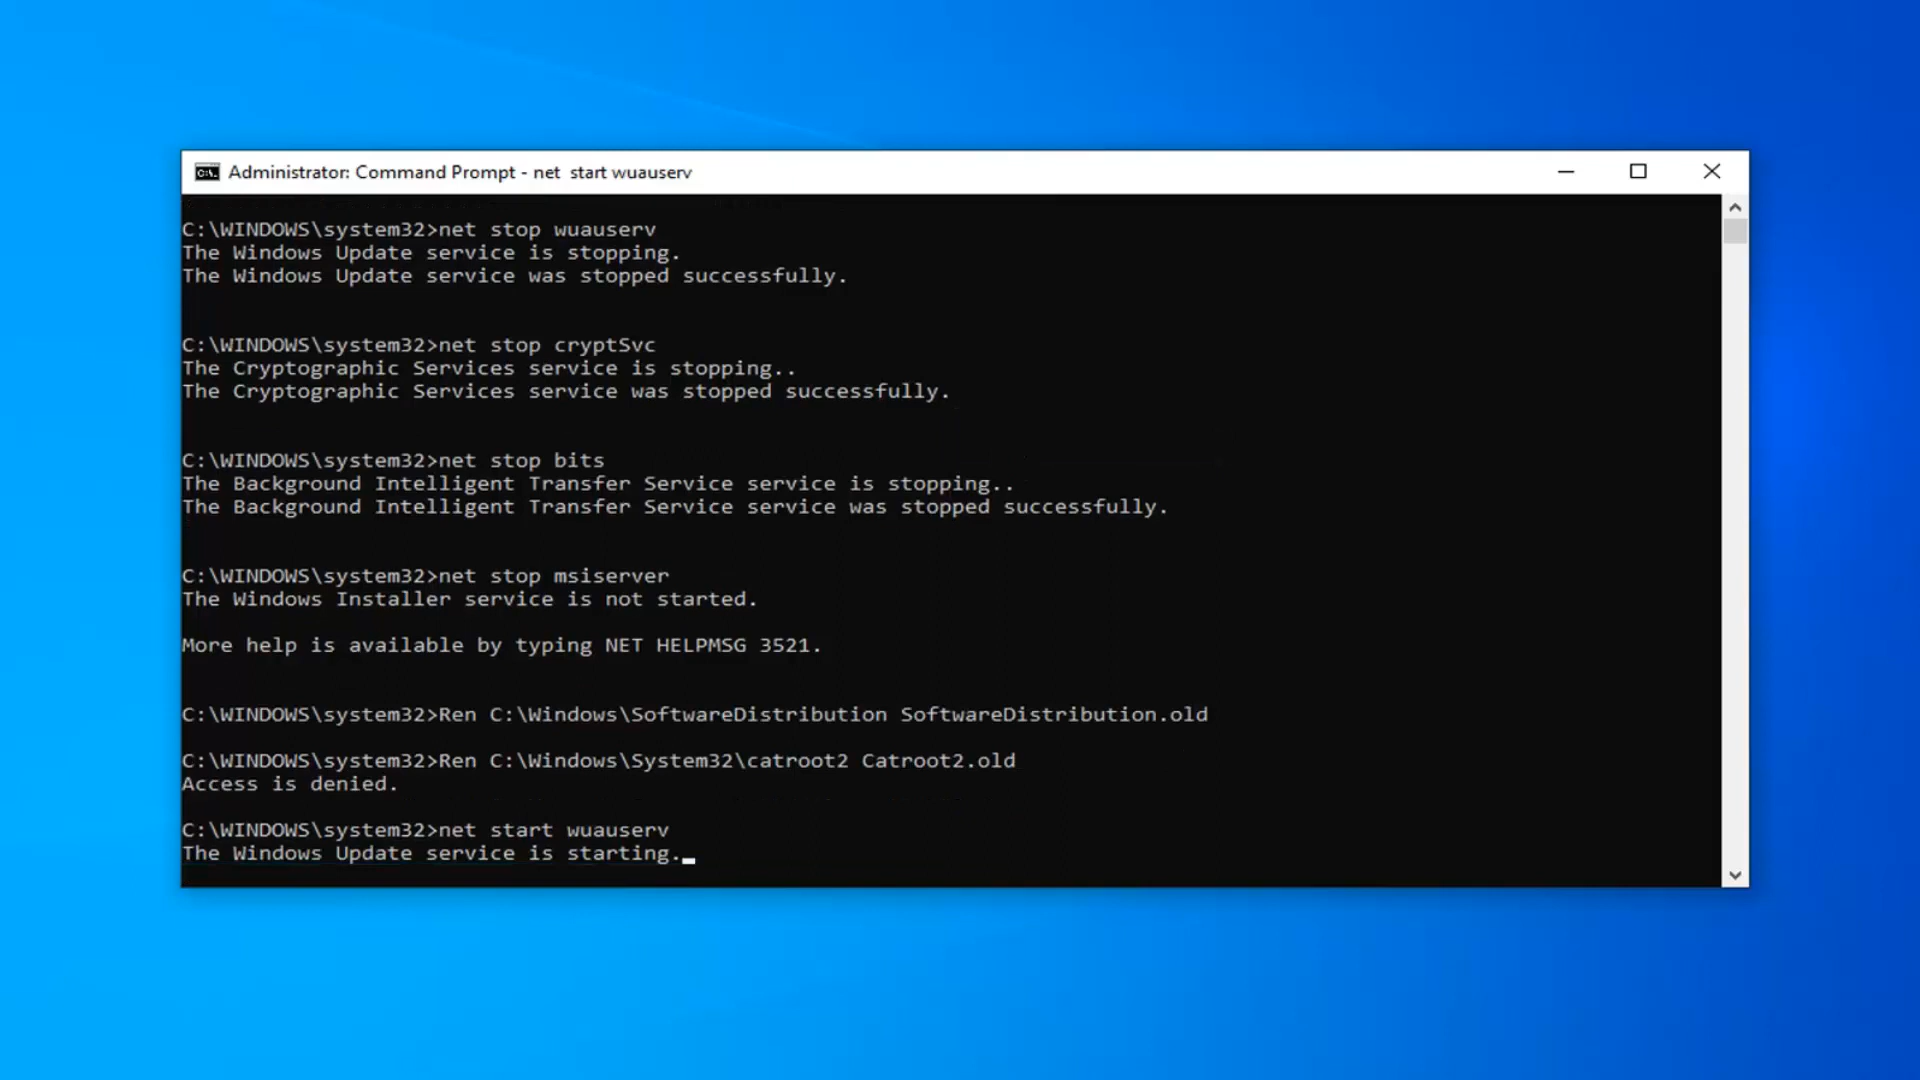 Administrator: Command Prompt - net  start wuauserv
C:\WINDOWS\system32>net stop wuauserv
The Windows Update service is stopping.
The Windows Update service was stopped successfully.
C:\WINDOWS\system32>net stop cryptSvc
The Cryptographic Services service is stopping..
The Cryptographic Services service was stopped successfully.
C:\WINDOWS\system32>net stop bits
The Background Intelligent Transfer Service service is stopping..
The Background Intelligent Transfer Service service was stopped successfully.
C:\WINDOWS\system32>net stop msiserver
The Windows Installer service is not started.
More help is available by typing NET HELPMSG 3521.
C:\WINDOWS\system32>Ren C:\Windows\SoftwareDistribution SoftwareDistribution.old
C:\WINDOWS\system32>Ren C:\Windows\System32\catroot2 Catroot2.old
Access is denied.
C:\WINDOWS\system32>net start wuauserv
The Windows Update service is starting.